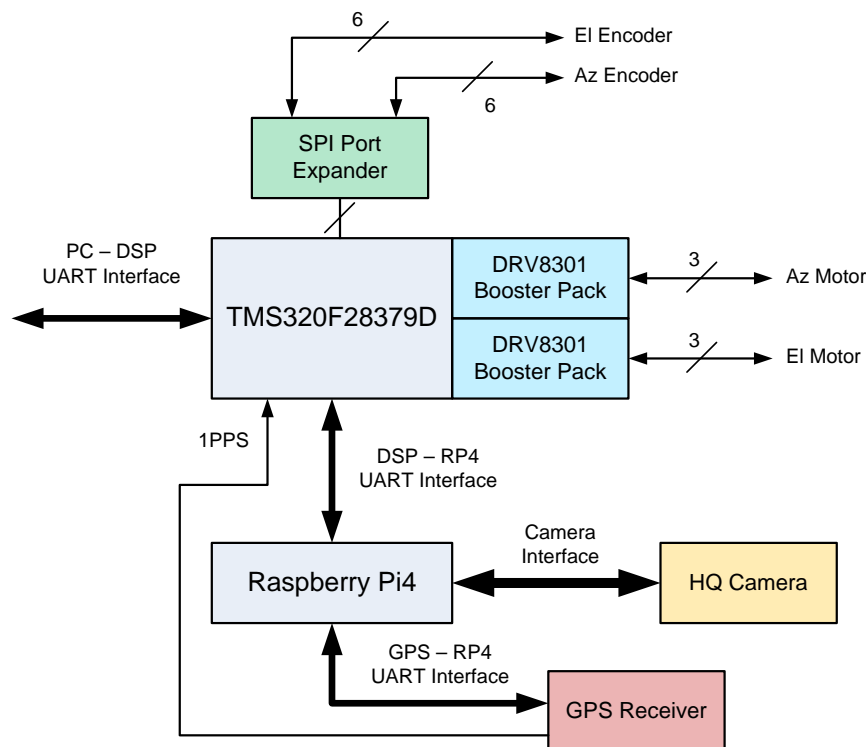 6
El Encoder
Az Encoder
6
SPI Port
Expander
PC – DSP
UART Interface
TMS320F28379D
DRV8301
Booster Pack
3
Az Motor
DRV8301
Booster Pack
3
El Motor
1PPS
DSP – RP4
UART Interface
Raspberry Pi4
Camera
Interface
HQ Camera
GPS – RP4
UART Interface
GPS Receiver